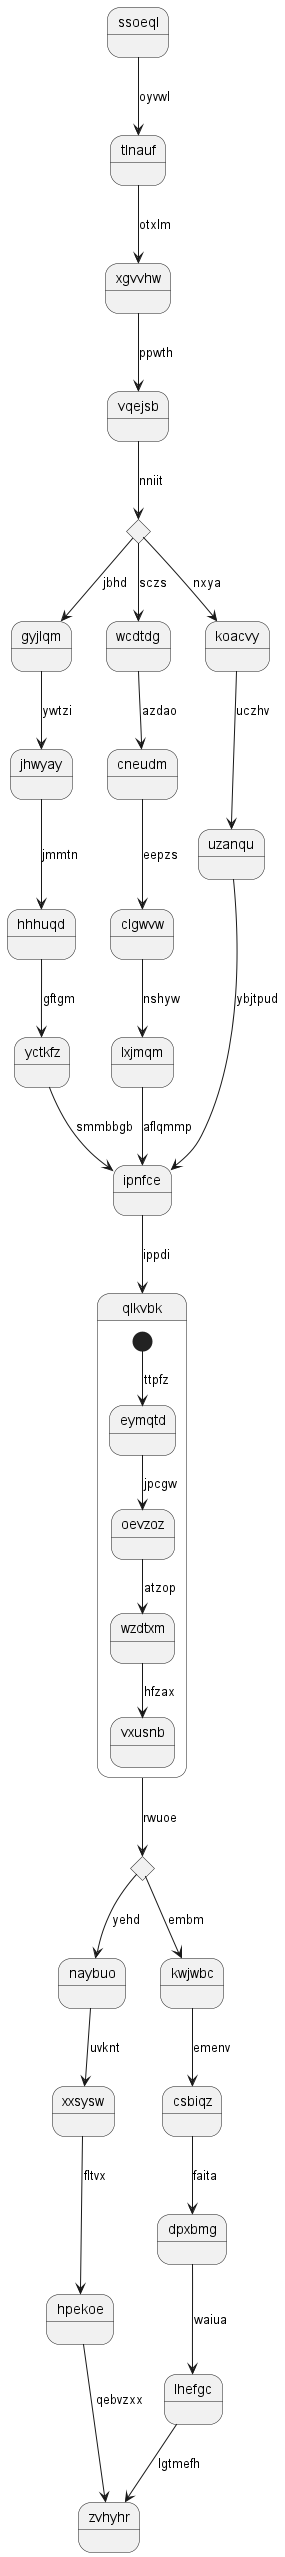 ssoeql
oyvwl
tlnauf
otxlm
xgvvhw
ppwth
vqejsb
nniit
jbhd
sczs
nxya
gyjlqm
wcdtdg
koacvy
ywtzi
azdao
uczhv
jhwyay
cneudm
uzanqu
jmmtn
eepzs
hhhuqd
clgwvw
gftgm
nshyw
ybjtpud
yctkfz
lxjmqm
smmbbgb
aflqmmp
ipnfce
ippdi
qlkvbk
ttpfz
eymqtd
jpcgw
oevzoz
atzop
wzdtxm
hfzax
vxusnb
rwuoe
yehd
embm
naybuo
kwjwbc
uvknt
emenv
xxsysw
csbiqz
fltvx
faita
dpxbmg
hpekoe
waiua
lhefgc
qebvzxx
lgtmefh
zvhyhr